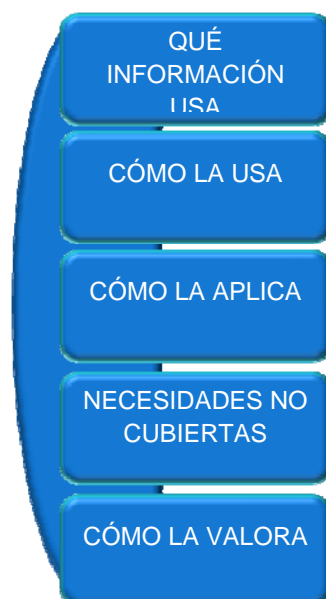 QUÉ
INFORMACIÓN
USA
CÓMO LA USA
CÓMO LA APLICA
NECESIDADES NO
CUBIERTAS
CÓMO LA VALORA